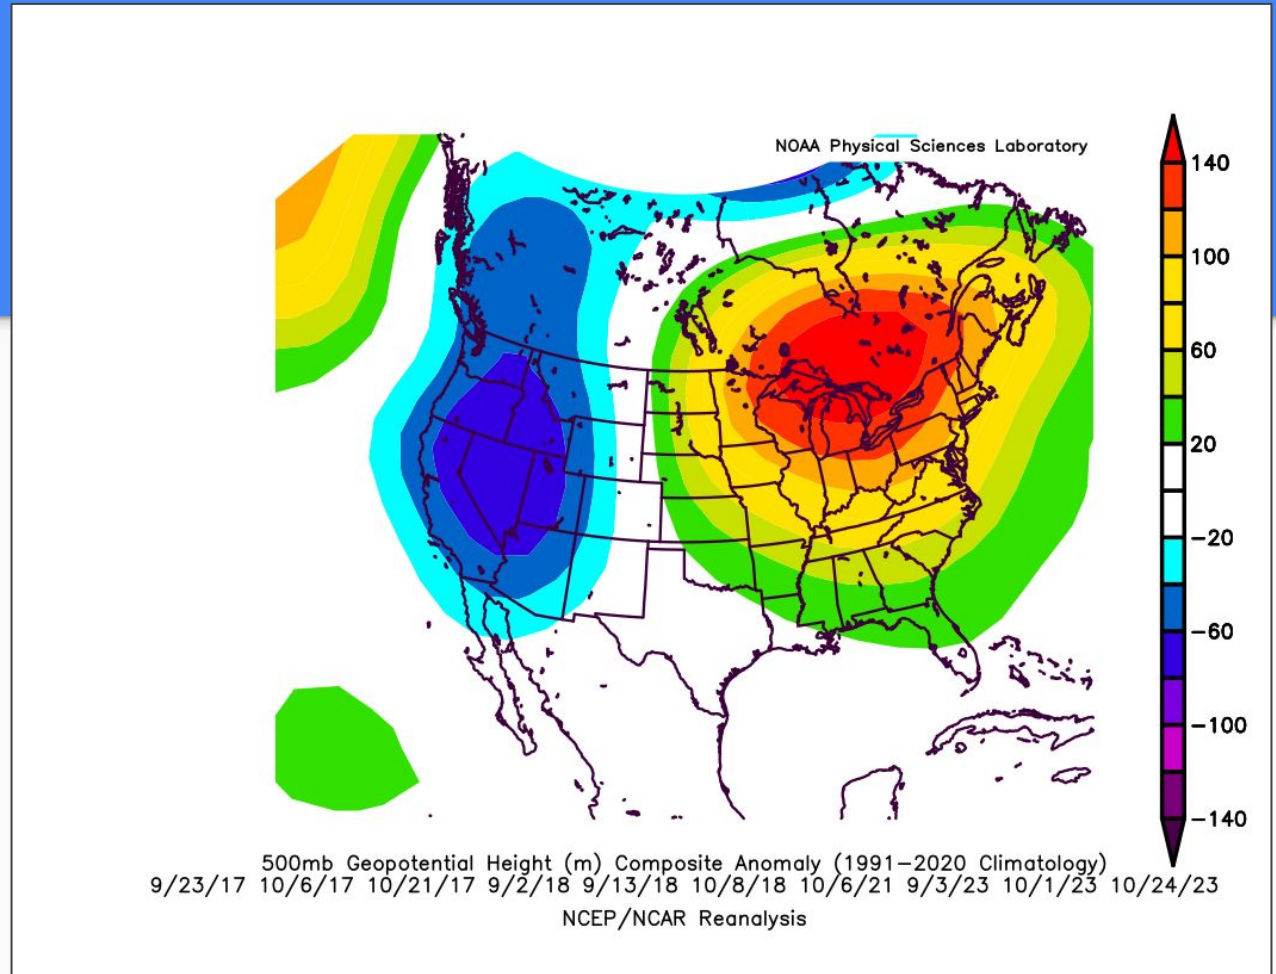 NOAA Physical Sciences Laboratory
140
100
60
20
−20
−60
−100
−140
500mb Geopotential Height (m) Composite Anomaly (1991−2020 Climatology)
9/23/17 10/6/17 10/21/17 9/2/18 9/13/18 10/8/18 10/6/21 9/3/23 10/1/23 10/24/23
NCEP/NCAR Reanalysis